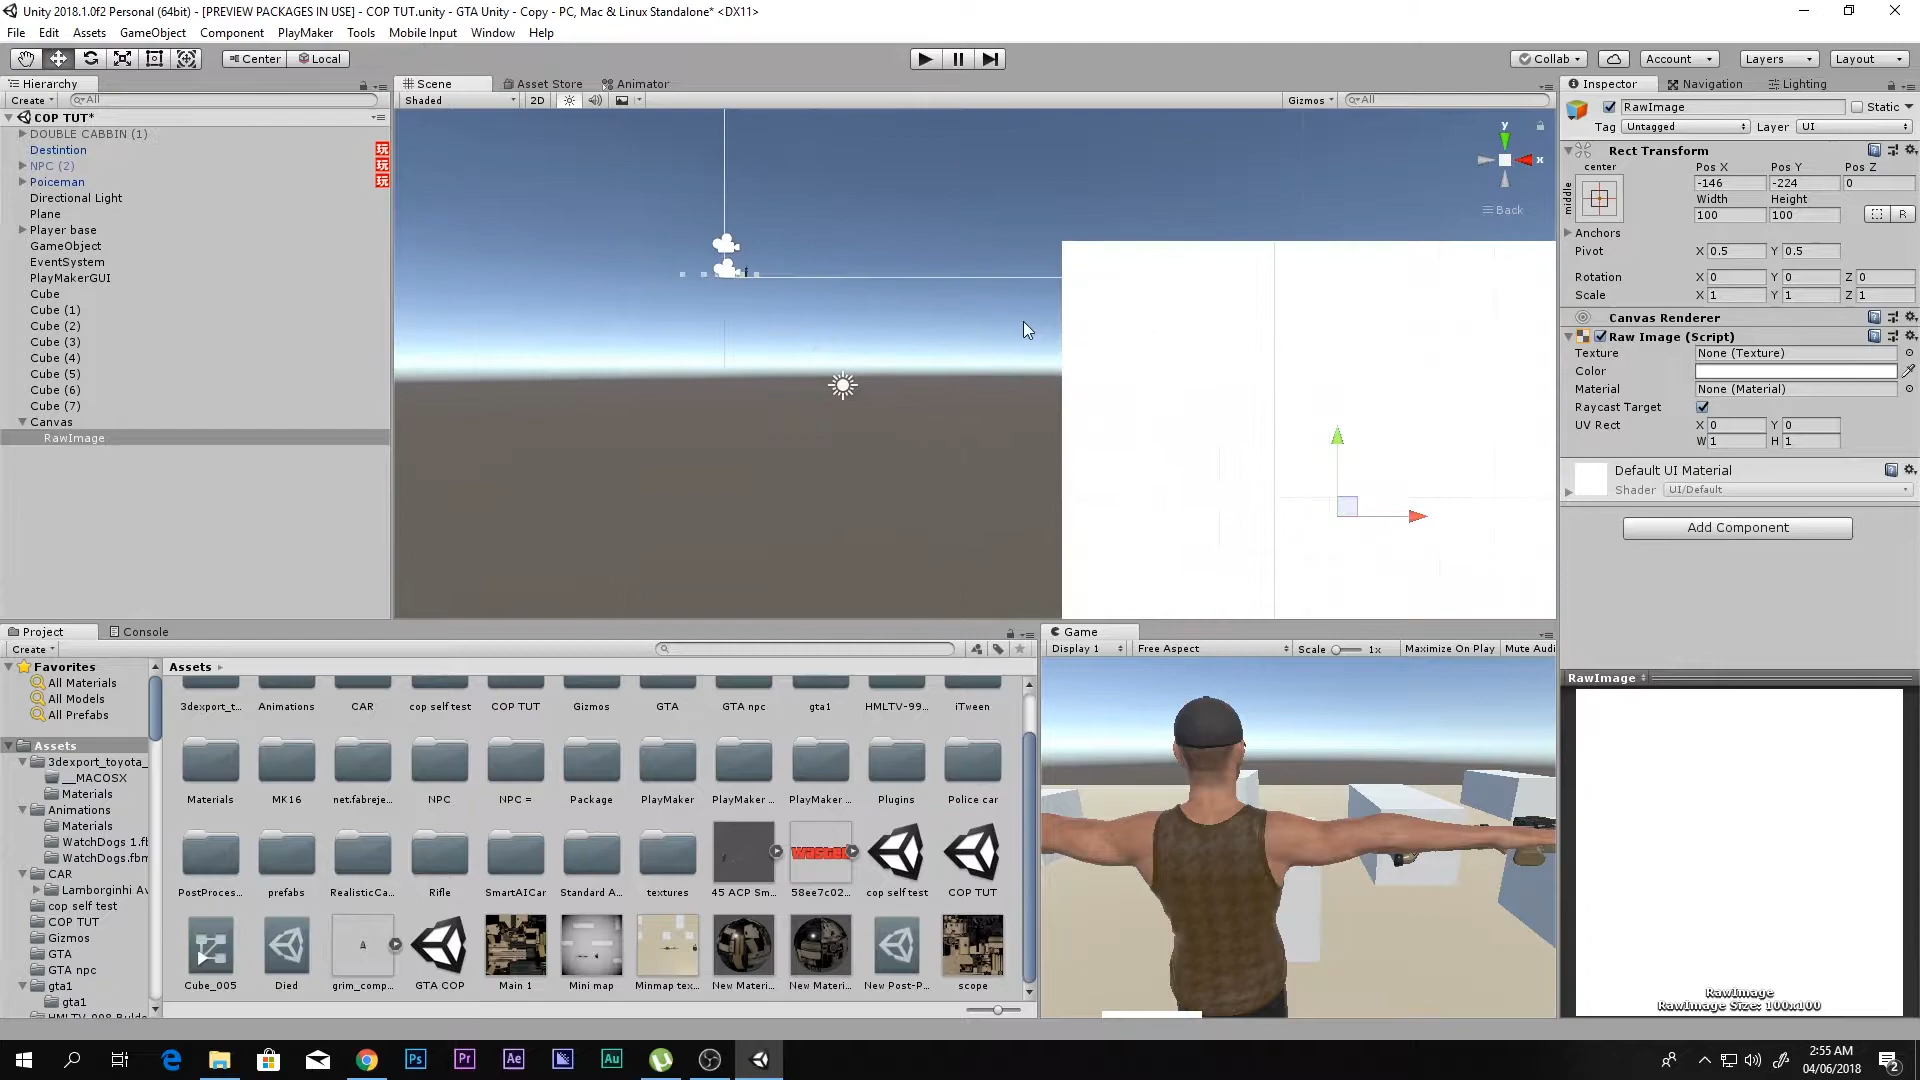 Unity 2018.1.0f2 Personal (64bit) - [PREVIEW PACKAGES IN USE] - COP TUT.unity - GTA Unity - Copy - PC, Mac & Linux Standalone* <DX11>
File Edit Assets GameObject Component PlayMaker Tools Mobile Input Window Help
Center Local Collab Account Layers Layout
Hierarchy Scene Asset Store Animator Inspector Navigation Lighting
Create All Shaded 2D Gizmos All RawImage Static
COP TUT* Tag Untagged Layer UI
DOUBLE CABBIN (1)
Destintion 玩
NPC (2) 玩
Poiceman 玩
Directional Light
Plane
Player base
GameObject
EventSystem
PlayMakerGUI
Cube
Cube (1)
Cube (2)
Cube (3)
Cube (4)
Cube (5)
Cube (6)
Cube (7)
Canvas
RawImage
y
x
Back
Rect Transform
center Pos X Pos Y Pos Z
middle -146 -224 0
Width Height
100 100 R
Anchors
Pivot X 0.5 Y 0.5
Rotation X 0 Y 0 Z 0
Scale X 1 Y 1 Z 1
Canvas Renderer
Raw Image (Script)
Texture None (Texture)
Color
Material None (Material)
Raycast Target
UV Rect X 0 Y 0
W 1 H 1
Default UI Material
Shader UI/Default
Add Component
Project Console Game
Create Display 1 Free Aspect Scale 1x Maximize On Play Mute Audi
Favorites
All Materials
All Models
All Prefabs
Assets
3dexport_toyota_
__MACOSX
Materials
Animations
Materials
WatchDogs 1.fb
WatchDogs.fbm
CAR
Lamborginhi Av
cop self test
COP TUT
Gizmos
GTA
GTA npc
gta1
gta1
Assets
3dexport_t... Animations CAR cop self test COP TUT Gizmos GTA GTA npc gta1 HMLTV-99... iTween
Materials MK16 net.fabreje... NPC NPC = Package PlayMaker PlayMaker ... PlayMaker ... Plugins Police car
wasted
PostProces... prefabs RealisticCa... Rifle SmartAICar Standard A... textures 45 ACP Sm... 58ee7c02... cop self test COP TUT
Cube_005 Died grim_comp... GTA COP Main 1 Mini map Minmap tex... New Materi... New Materi... New Post-P... scope
RawImage
RawImage
RawImage Size: 100x100
Ps Pr Ae Au
2:55 AM
04/06/2018
2